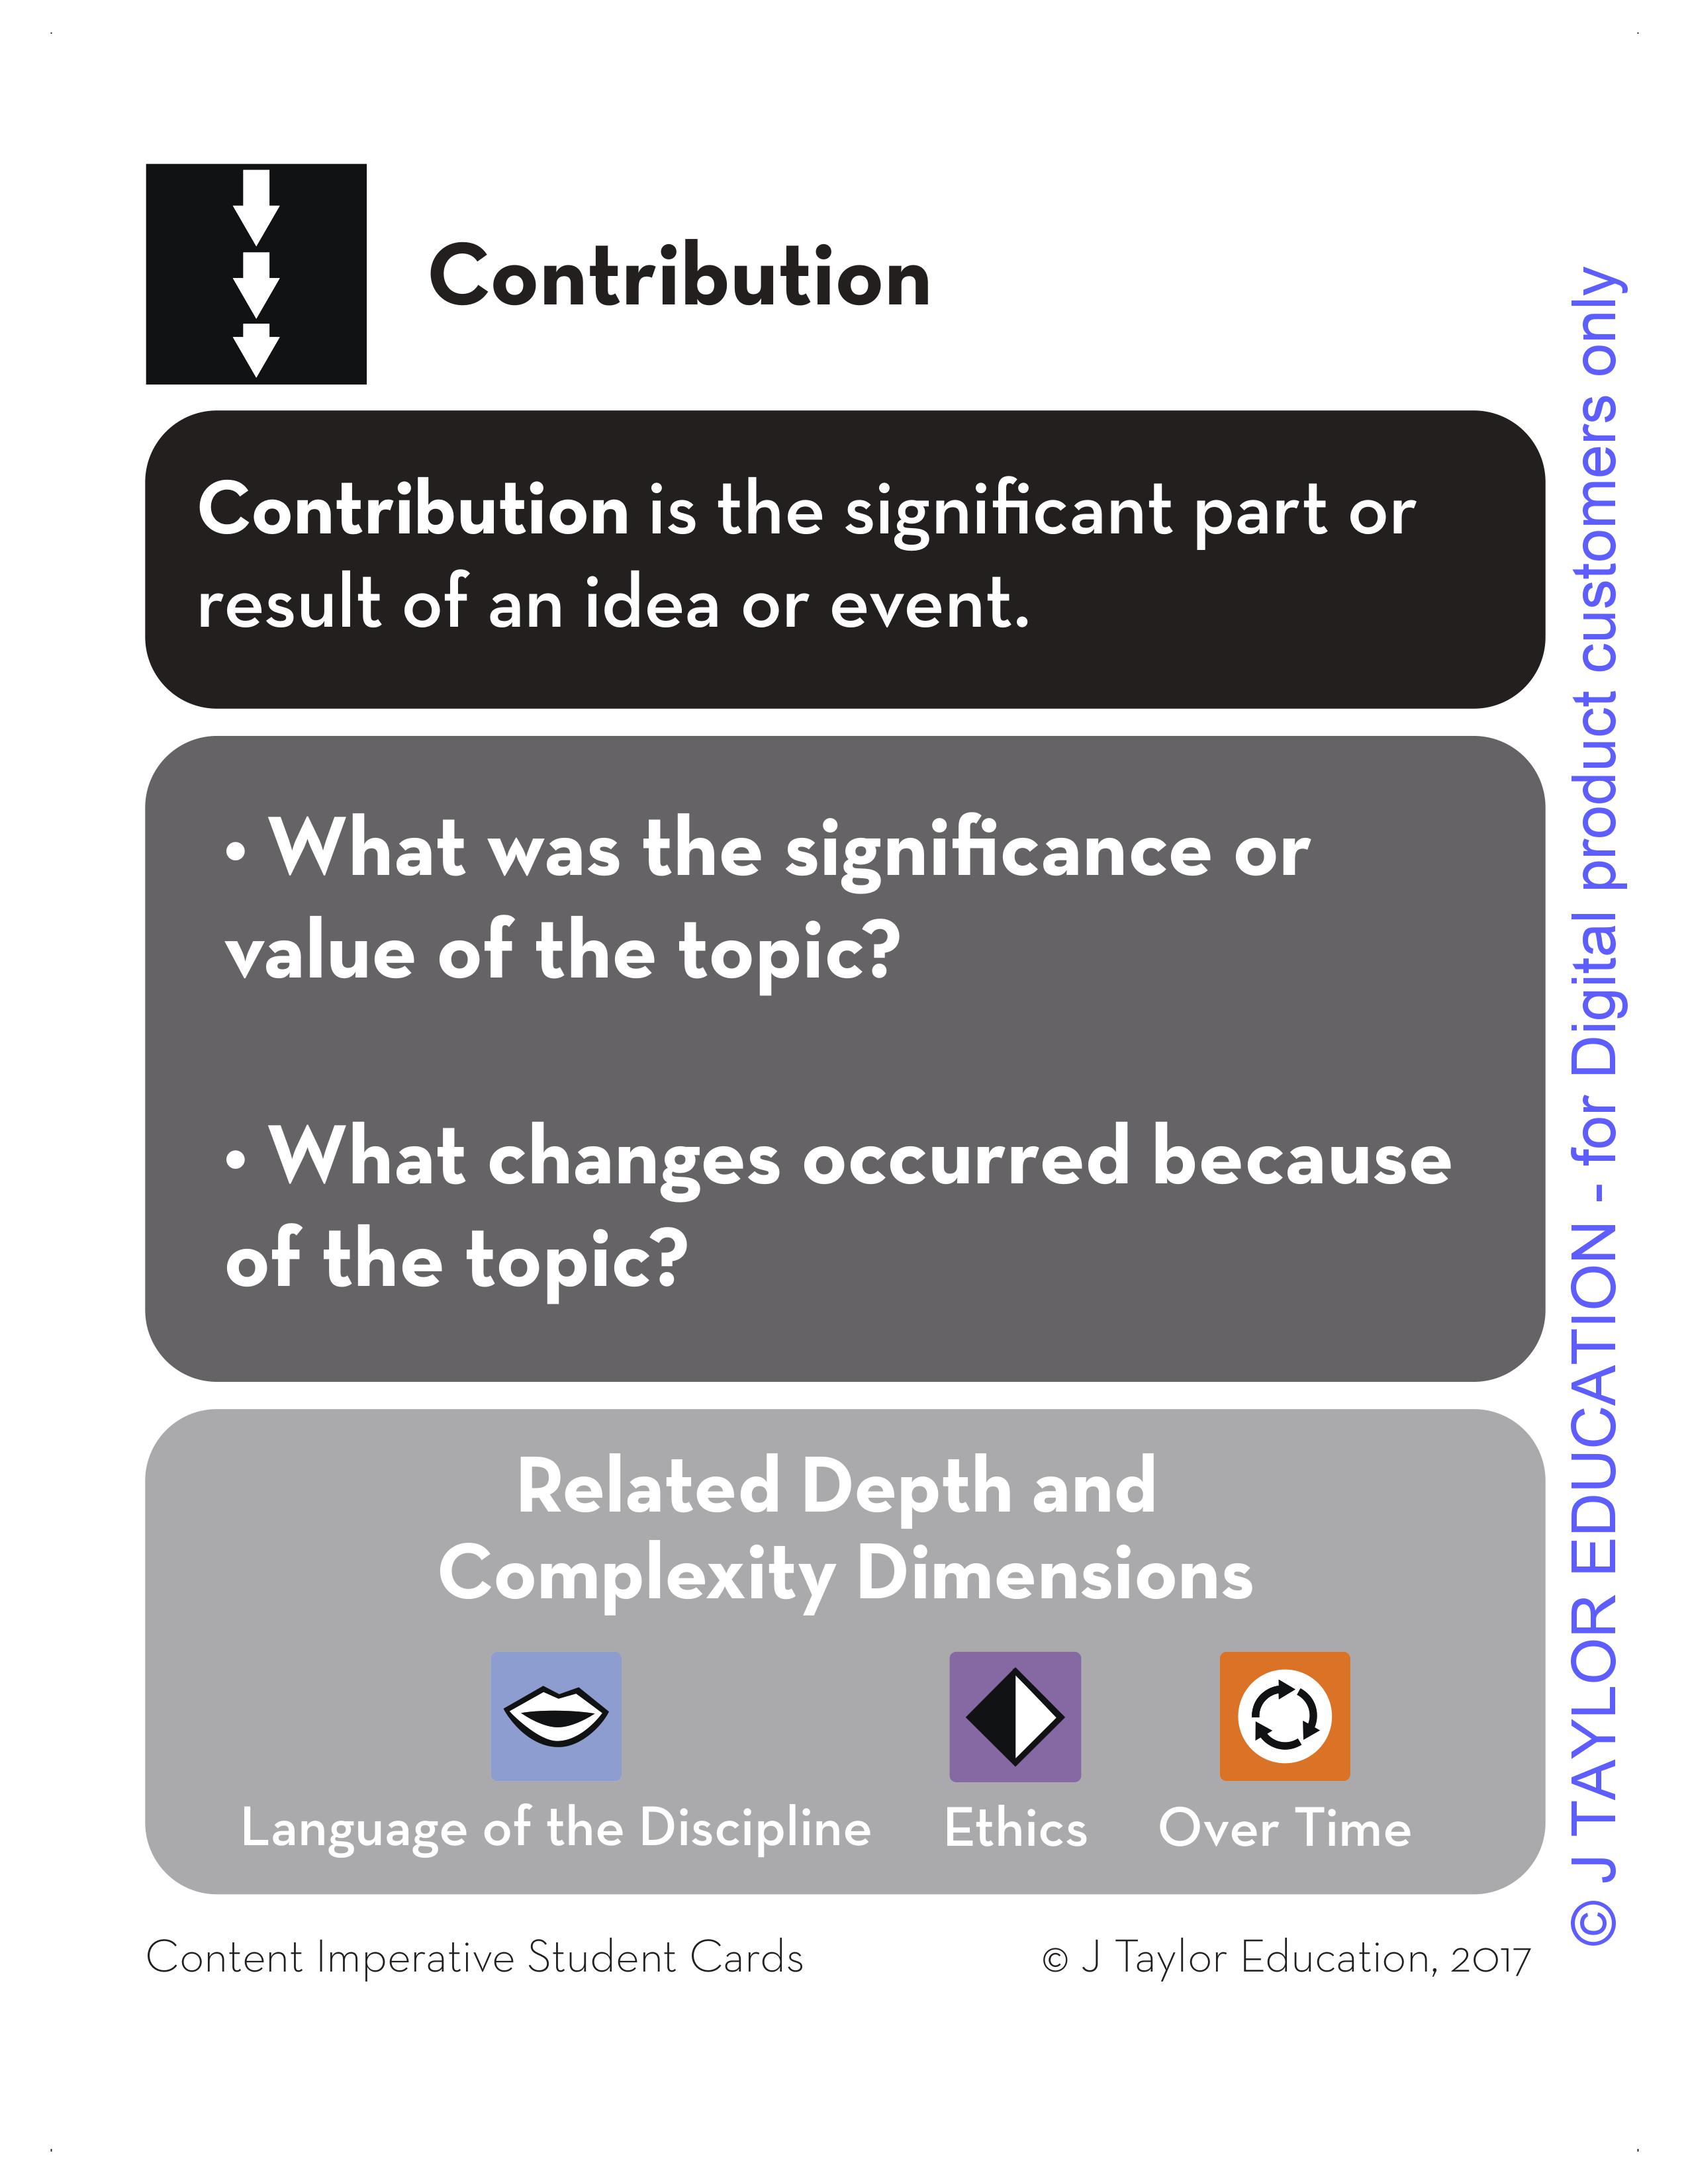 Contribution
Contribution is the significant part or
result of an idea or event.
• What was the significance or
value of the topic?
• What changes occurred because
of the topic?
Related Depth and
Complexity Dimensions
Language of the Discipline
Ethics
Over Time
Content Imperative Student Cards
© J Taylor Education, 2017
© J TAYLOR EDUCATION - for Digital product customers only